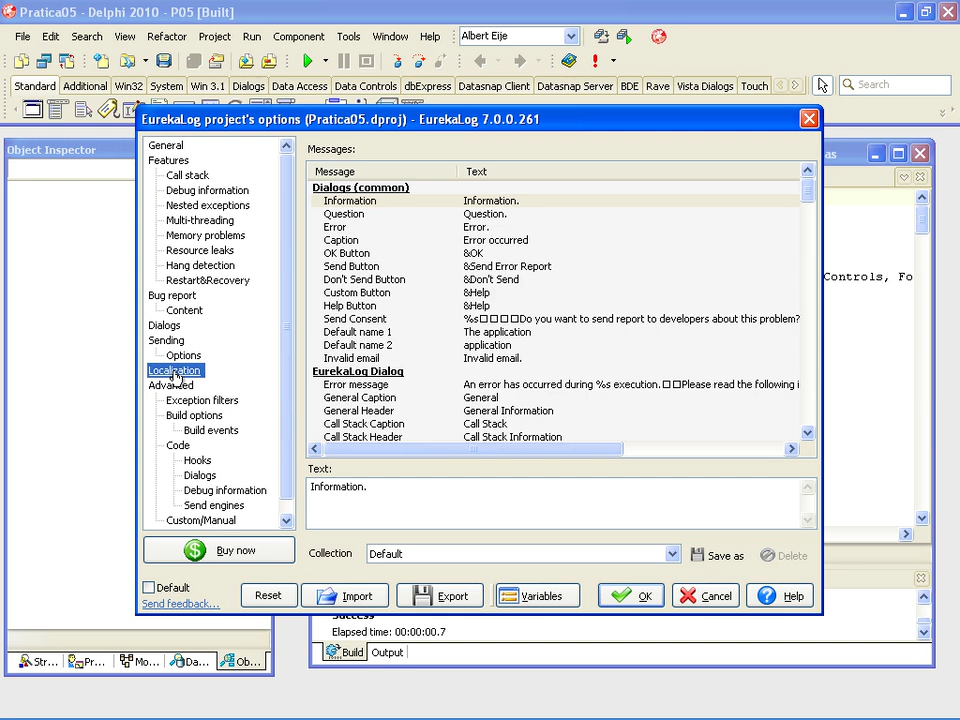 Pratica05 - Delphi 2010 - P05 [Built]
File Edit Search View Refactor Project Run Component Tools Window Help Albert Eije
Standard Additional Win32 System Win 3.1 Dialogs Data Access Data Controls dbExpress Datasnap Client Datasnap Server BDE Rave Vista Dialogs Touch Search
EurekaLog project's options (Pratica05.dproj) - EurekaLog 7.0.0.261
Object Inspector
as
Controls, Fo
General
Features
Call stack
Debug information
Nested exceptions
Multi-threading
Memory problems
Resource leaks
Hang detection
Restart&Recovery
Bug report
Content
Dialogs
Sending
Options
Localization
Advanced
Exception filters
Build options
Build events
Code
Hooks
Dialogs
Debug information
Send engines
Custom/Manual
Messages:
Message Text
Dialogs (common)
Information Information.
Question Question.
Error Error.
Caption Error occurred
OK Button &OK
Send Button &Send Error Report
Don't Send Button &Don't Send
Custom Button &Help
Help Button &Help
Send Consent %s□□□□Do you want to send report to developers about this problem?
Default name 1 The application
Default name 2 application
Invalid email Invalid email.
EurekaLog Dialog
Error message An error has occurred during %s execution.□□Please read the following i
General Caption General
General Header General Information
Call Stack Caption Call Stack
Call Stack Header Call Stack Information
Text:
Information.
Buy now
Collection Default Save as Delete
Default
Send feedback...
Reset Import Export Variables OK Cancel Help
Success
Elapsed time: 00:00:00.7
Build Output
Str... Pr... Mo... Da... Ob...